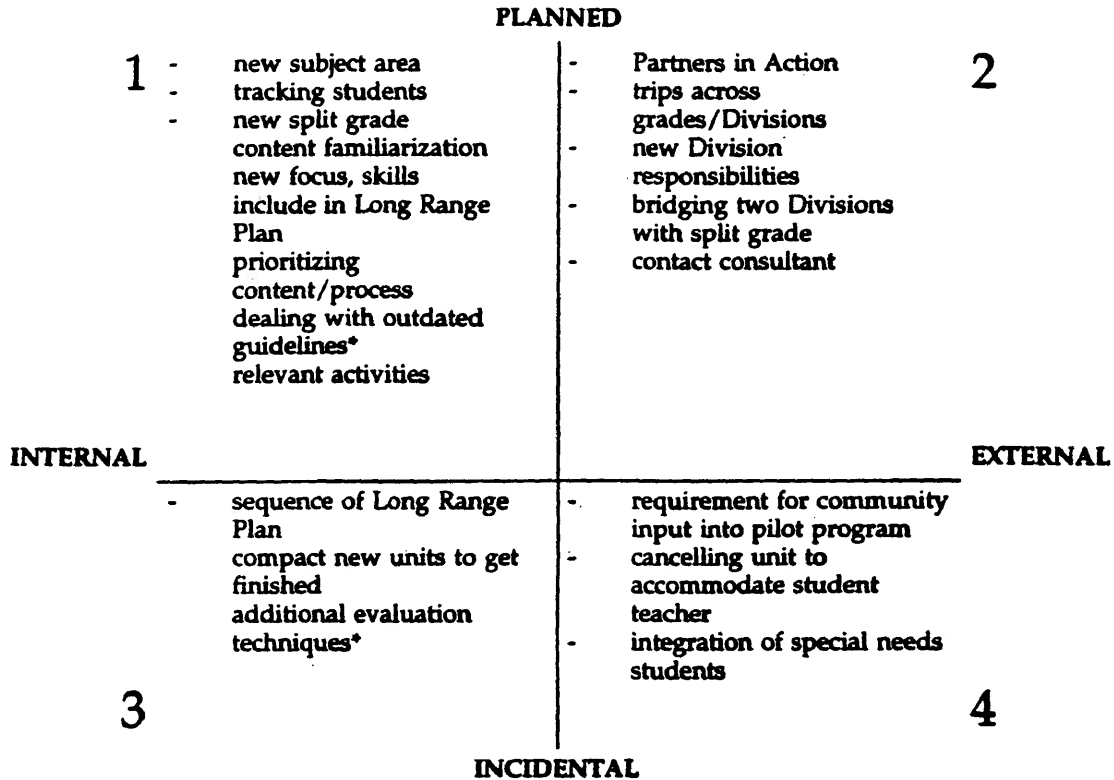 PLANNED
1
- new subject area
- tracking students
- new split grade
content familiarization
new focus, skills
include in Long Range
Plan
prioritizing
content/process
dealing with outdated
guidelines*
relevant activities
2
- Partners in Action
- trips across
grades/Divisions
- new Division
responsibilities
- bridging two Divisions
with split grade
- contact consultant
INTERNAL
EXTERNAL
- sequence of Long Range
Plan
compact new units to get
finished
additional evaluation
techniques*
3
- requirement for community
input into pilot program
- cancelling unit to
accommodate student
teacher
- integration of special needs
students
4
INCIDENTAL